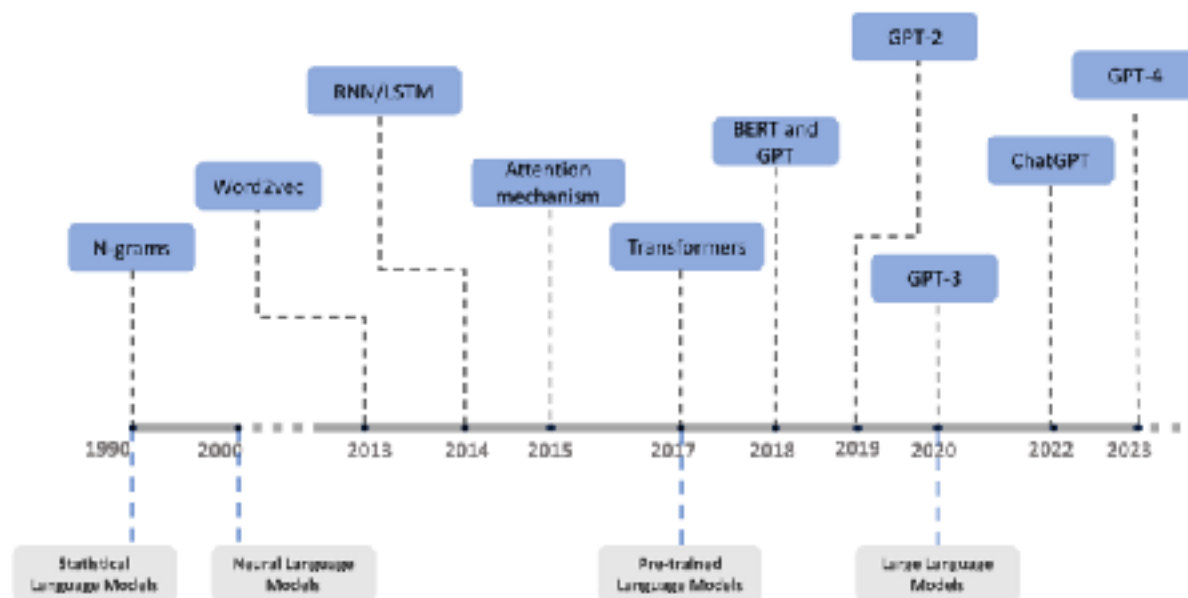 GPT-2
GPT-4
RNN/LSTM
BERT and
GPT
ChatGPT
Attention
mechanism
Word2vec
N-grams
Transformers
GPT-3
1990
2000
2013
2014
2015
2017
2018
2019
2020
2022
2023
Statistical
Language Models
Neural Language
Models
Pre-trained
Language Models
Large Language
Models